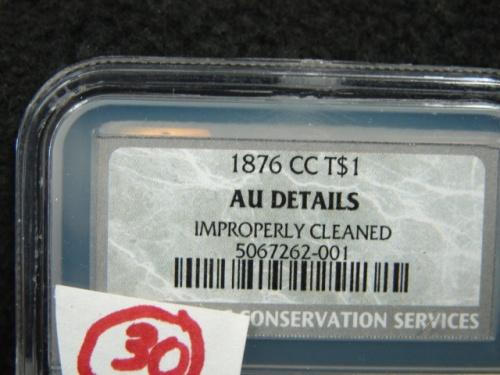 1876 CC T$1
AU DETAILS
IMPROPERLY CLEANED
5067262-001
CONSERVATION SERVICES
30